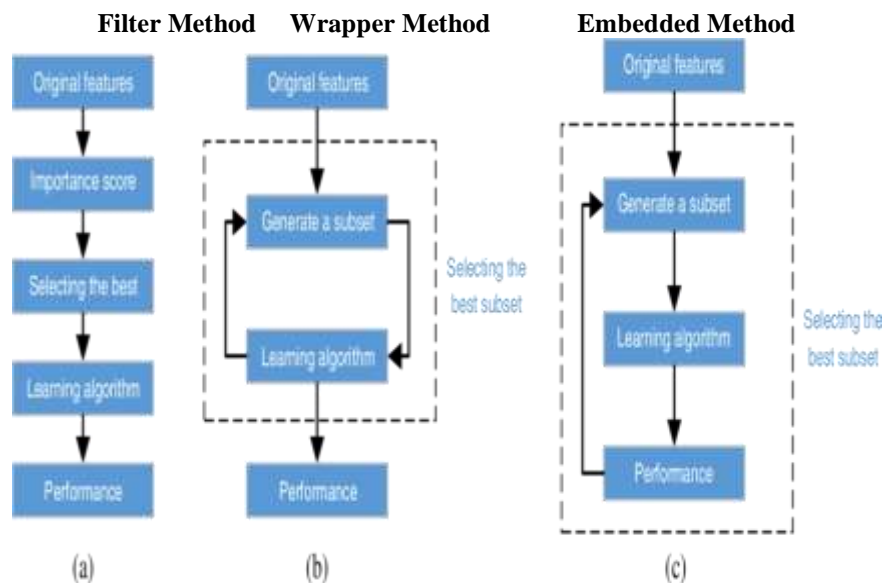 Filter Method Wrapper Method Embedded Method
Original features
Importance score
Selecting the best
Learning algorithm
Performance
(a)
Original features
Generate a subset
Learning algorithm
Selecting the
best subset
Performance
(b)
Original features
Generate a subset
Learning algorithm
Performance
Selecting the
best subset
(c)